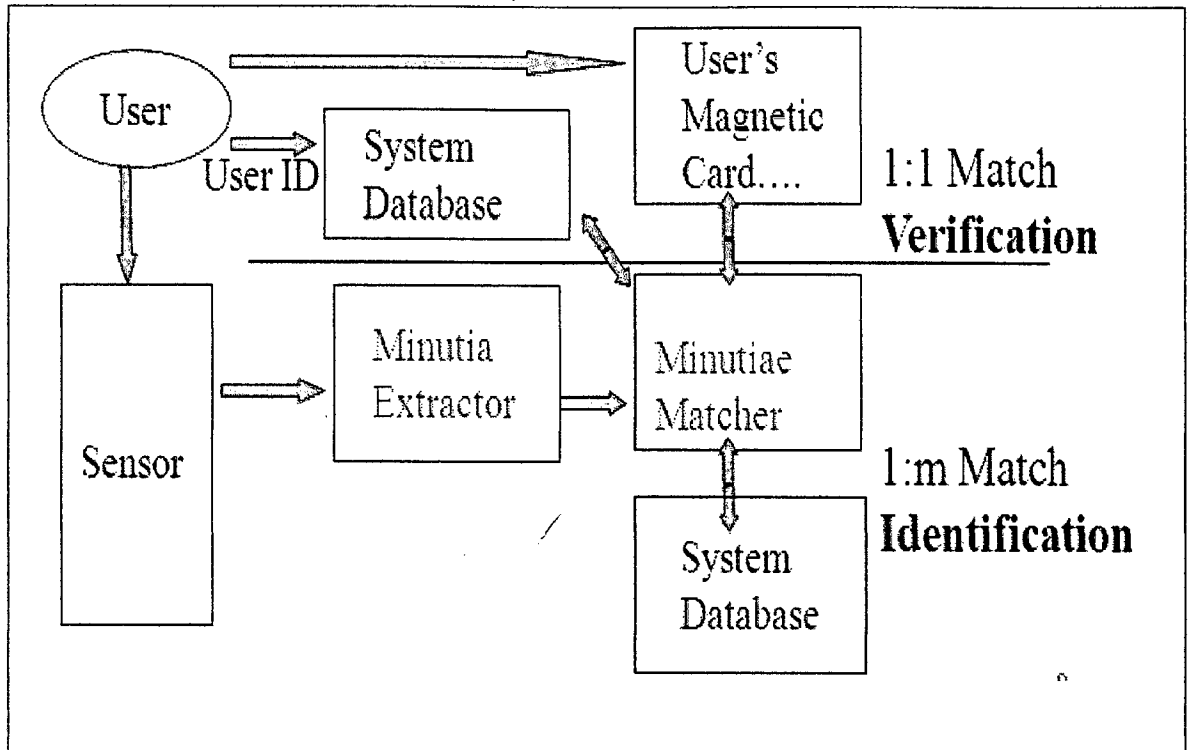 User
User ID
System
Database
User's
Magnetic
Card....
1:1 Match
Verification
Sensor
Minutia
Extractor
Minutiae
Matcher
1:m Match
Identification
System
Database